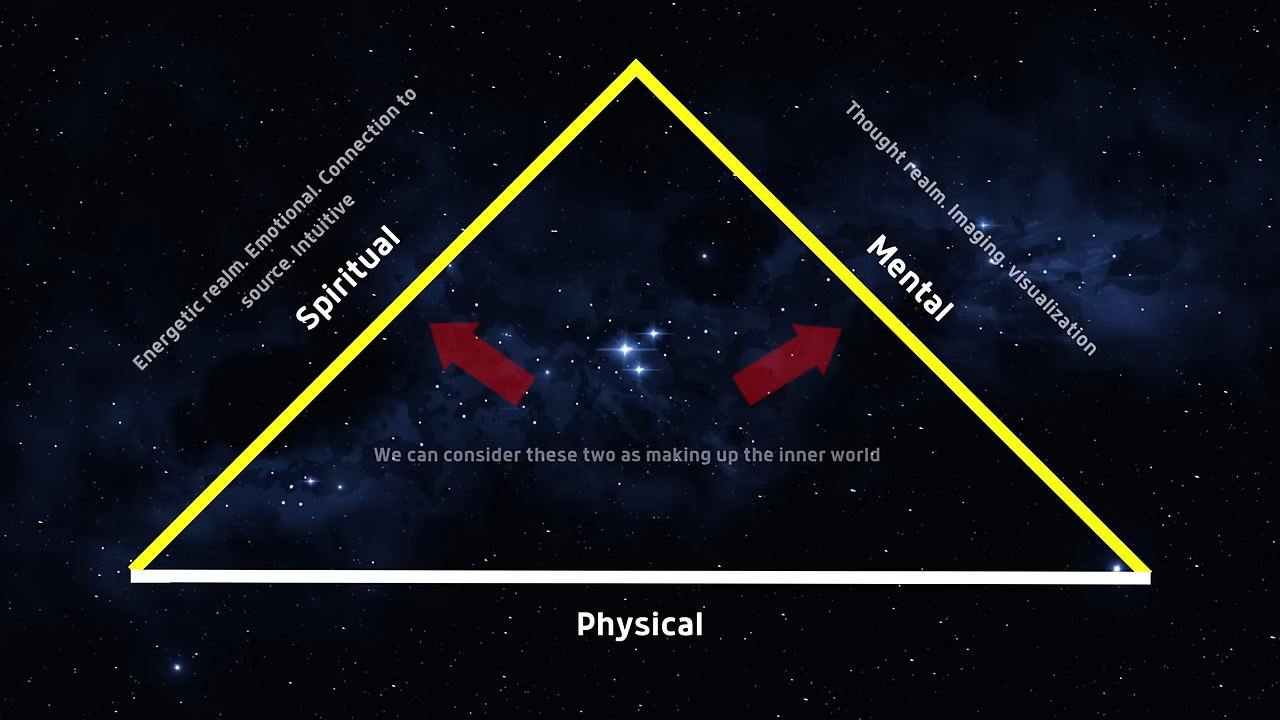 Energetic realm. Emotional. Connection to
source. Intuitive
Spiritual
Thought realm. Imaging. visualization
Mental
We can consider these two as making up the inner world
Physical